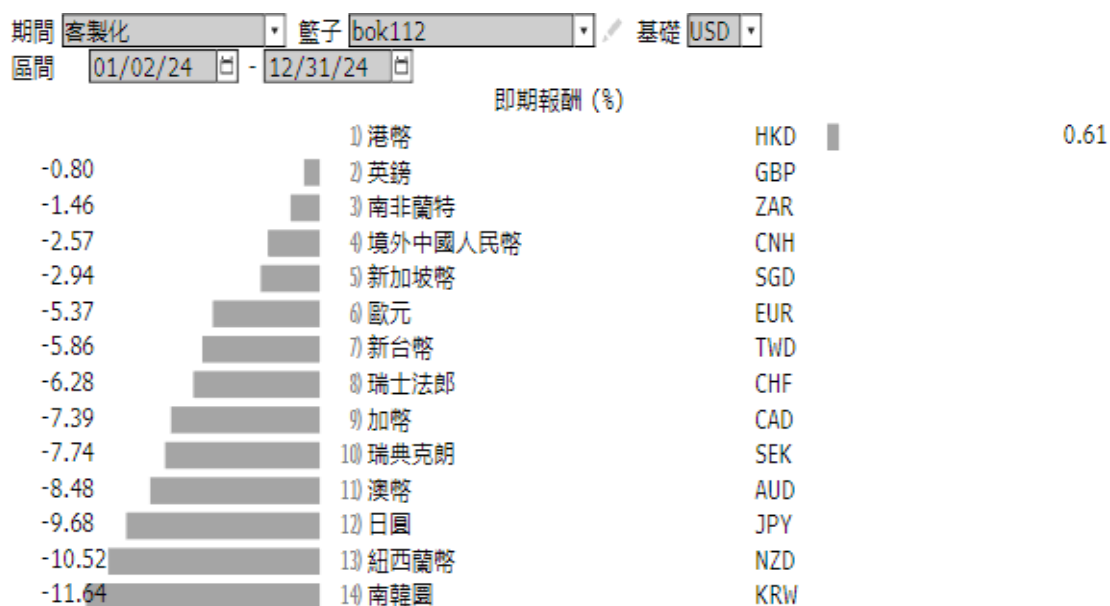 期間 客製化 籃子 bok112 基礎 USD
區間 01/02/24 - 12/31/24
即期報酬 (%)
1) 港幣 HKD 0.61
-0.80 2) 英鎊 GBP
-1.46 3) 南非蘭特 ZAR
-2.57 4) 境外中國人民幣 CNH
-2.94 5) 新加坡幣 SGD
-5.37 6) 歐元 EUR
-5.86 7) 新台幣 TWD
-6.28 8) 瑞士法郎 CHF
-7.39 9) 加幣 CAD
-7.74 10) 瑞典克朗 SEK
-8.48 11) 澳幣 AUD
-9.68 12) 日圓 JPY
-10.52 13) 紐西蘭幣 NZD
-11.64 14) 南韓圓 KRW